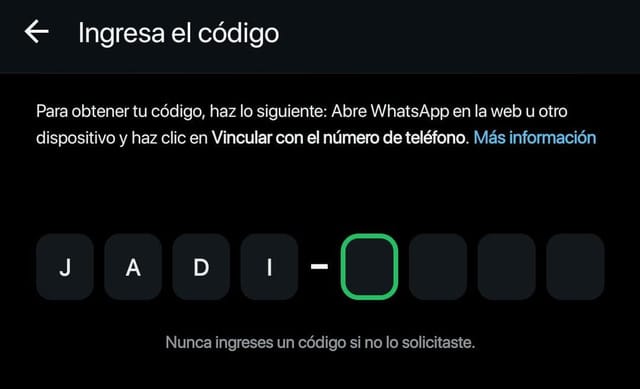 Ingresa el código
Para obtener tu código, haz lo siguiente: Abre WhatsApp en la web u otro
dispositivo y haz clic en Vincular con el número de teléfono. Más información
J A D I -
Nunca ingreses un código si no lo solicitaste.